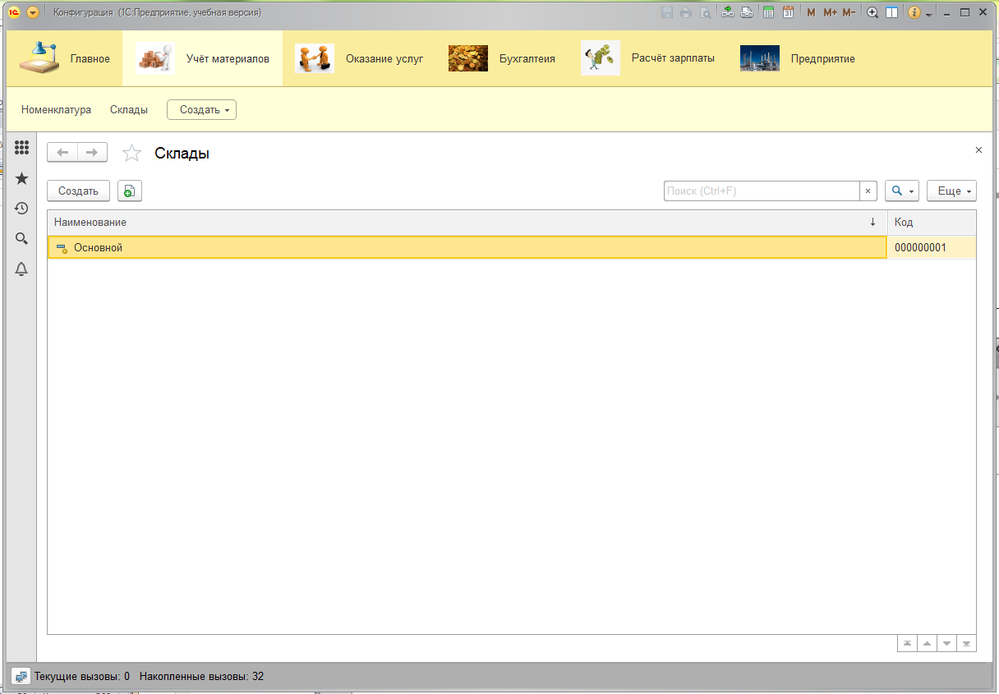 Конфигурация (1С:Предприятие, учебная версия)
M M+ M-
Главное Учёт материалов Оказание услуг Бухгалтеия Расчёт зарплаты Предприятие
Номенклатура Склады Создать
Склады
Создать Поиск (Ctrl+F) × Еще
Наименование ↓ Код
Основной 000000001
Текущие вызовы: 0 Накопленные вызовы: 32